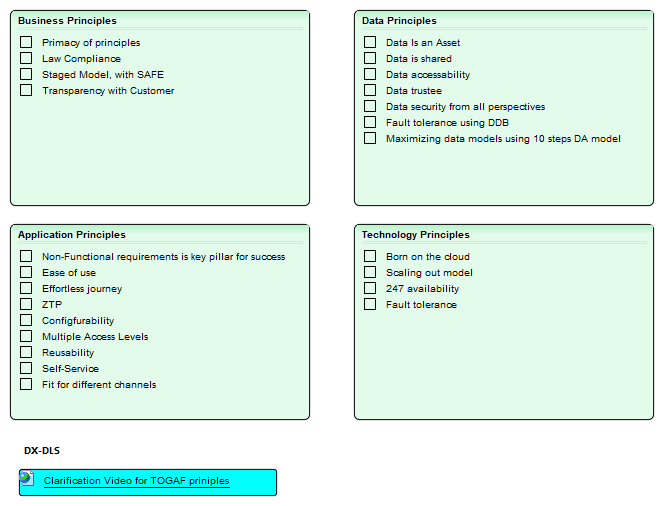 Business Principles
Primacy of principles
Law Compliance
Staged Model, with SAFE
Transparency with Customer
Data Principles
Data Is an Asset
Data is shared
Data accessability
Data trustee
Data security from all perspectives
Fault tolerance using DDB
Maximizing data models using 10 steps DA model
Application Principles
Non-Functional requirements is key pillar for success
Ease of use
Effortless journey
ZTP
Configfurability
Multiple Access Levels
Reusability
Self-Service
Fit for different channels
Technology Principles
Born on the cloud
Scaling out model
247 availability
Fault tolerance
DX-DLS
Clarification Video for TOGAF priniples